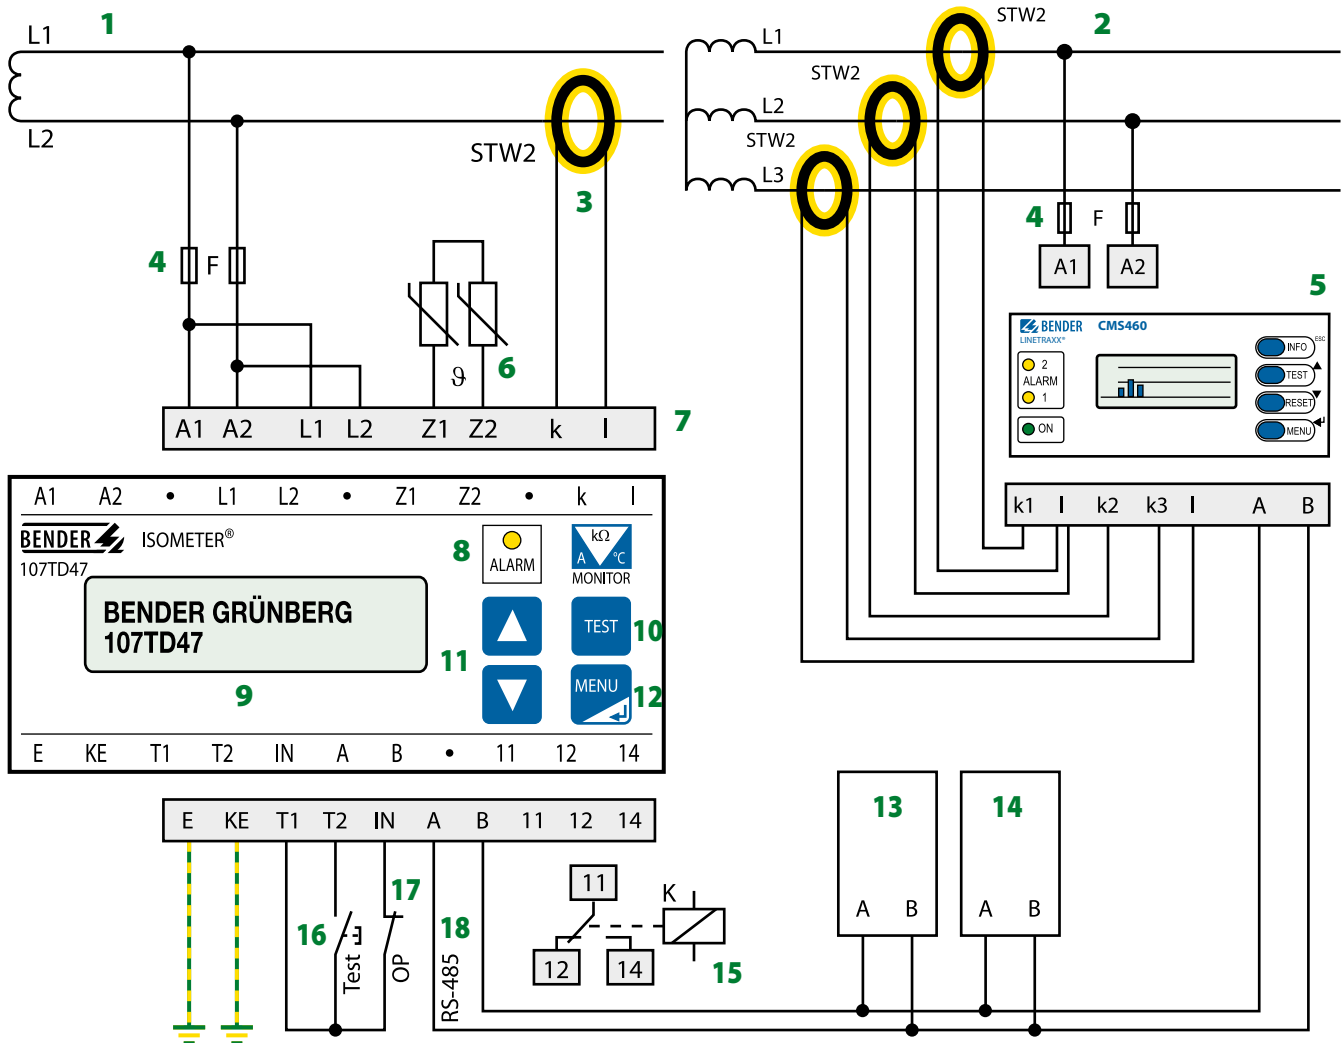 1
L1
L2
STW2
3
4
F
6
ϑ
A1 A2 L1 L2 Z1 Z2 k l
7
2
STW2
STW2
STW2
L1
L2
L3
4
F
A1
A2
5
BENDER
LINETRAXX®
CMS460
2
ALARM
1
ON
INFO
ESC
TEST
RESET
MENU
k1 l k2 k3 l A B
A1 A2 • L1 L2 • Z1 Z2 • k l
BENDER
ISOMETER®
107TD47
BENDER GRÜNBERG
107TD47
9
8
ALARM
kΩ
A °C
MONITOR
TEST
10
11
MENU
12
E KE T1 T2 IN A B • 11 12 14
E KE T1 T2 IN A B 11 12 14
16
Test
17
OP
18
RS-485
11
12
14
K
15
13
A B
14
A B